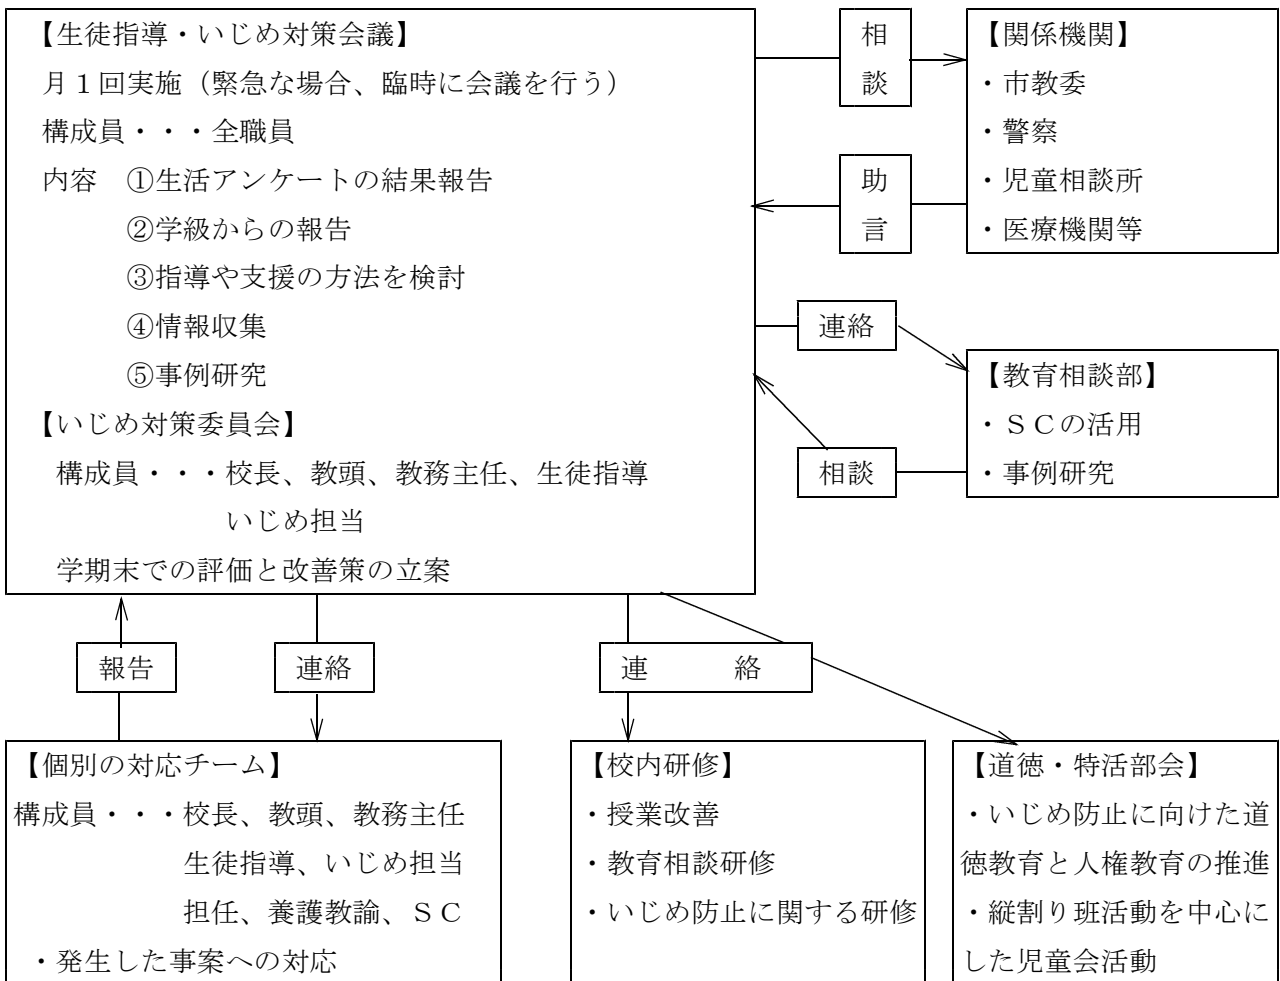 【生徒指導・いじめ対策会議】
月１回実施（緊急な場合、臨時に会議を行う）
構成員・・・全職員
内容　①生活アンケートの結果報告
②学級からの報告
③指導や支援の方法を検討
④情報収集
⑤事例研究
【いじめ対策委員会】
構成員・・・校長、教頭、教務主任、生徒指導
いじめ担当
学期末での評価と改善策の立案
相談
助言
【関係機関】
・市教委
・警察
・児童相談所
・医療機関等
連絡
相談
【教育相談部】
・ＳＣの活用
・事例研究
報告
連絡
連　　　絡
【個別の対応チーム】
構成員・・・校長、教頭、教務主任
生徒指導、いじめ担当
担任、養護教諭、ＳＣ
・発生した事案への対応
【校内研修】
・授業改善
・教育相談研修
・いじめ防止に関する研修
【道徳・特活部会】
・いじめ防止に向けた道
徳教育と人権教育の推進
・縦割り班活動を中心に
した児童会活動